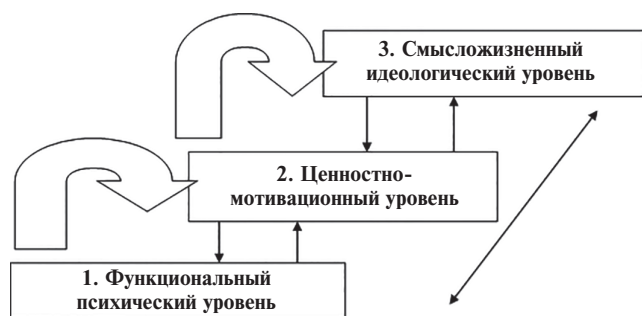 3. Смысложизненный
идеологический уровень
2. Ценностно-
мотивационный уровень
1. Функциональный
психический уровень